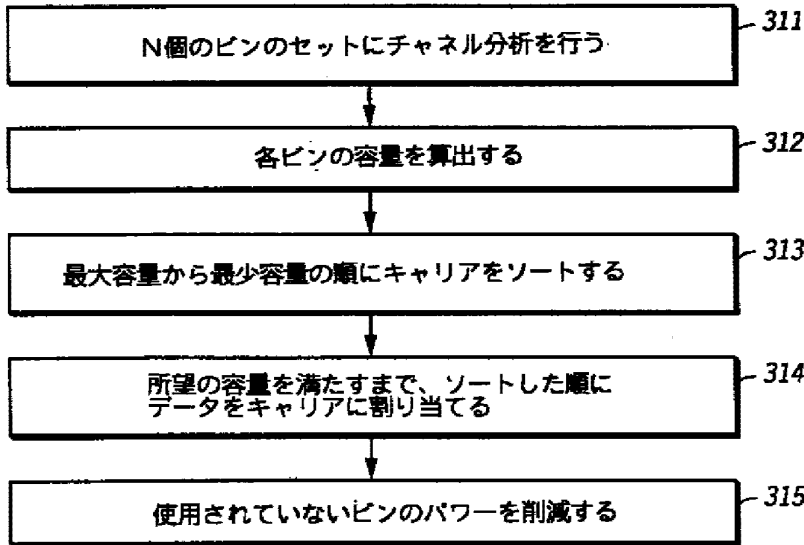 N個のビンのセットにチャネル分析を行う
311
各ビンの容量を算出する
312
最大容量から最少容量の順にキャリアをソートする
313
所望の容量を満たすまで、ソートした順に
データをキャリアに割り当てる
314
使用されていないビンのパワーを削減する
315